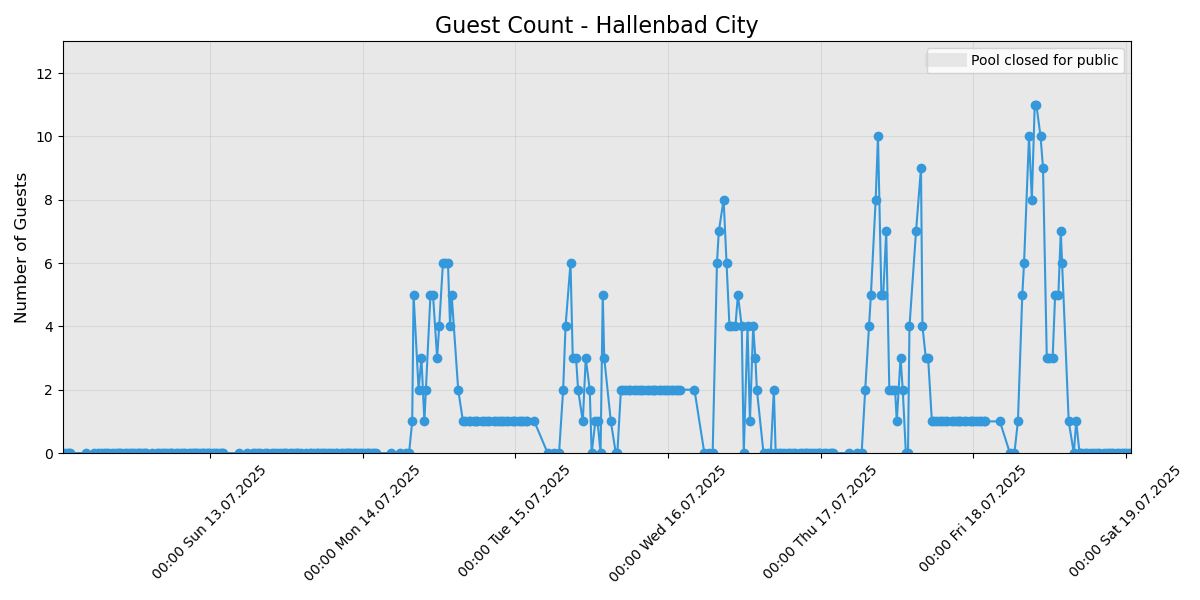 Guest Count - Hallenbad City
Pool closed for public
Number of Guests
12
10
8
6
4
2
0
00:00 Sun 13.07.2025
00:00 Mon 14.07.2025
00:00 Tue 15.07.2025
00:00 Wed 16.07.2025
00:00 Thu 17.07.2025
00:00 Fri 18.07.2025
00:00 Sat 19.07.2025